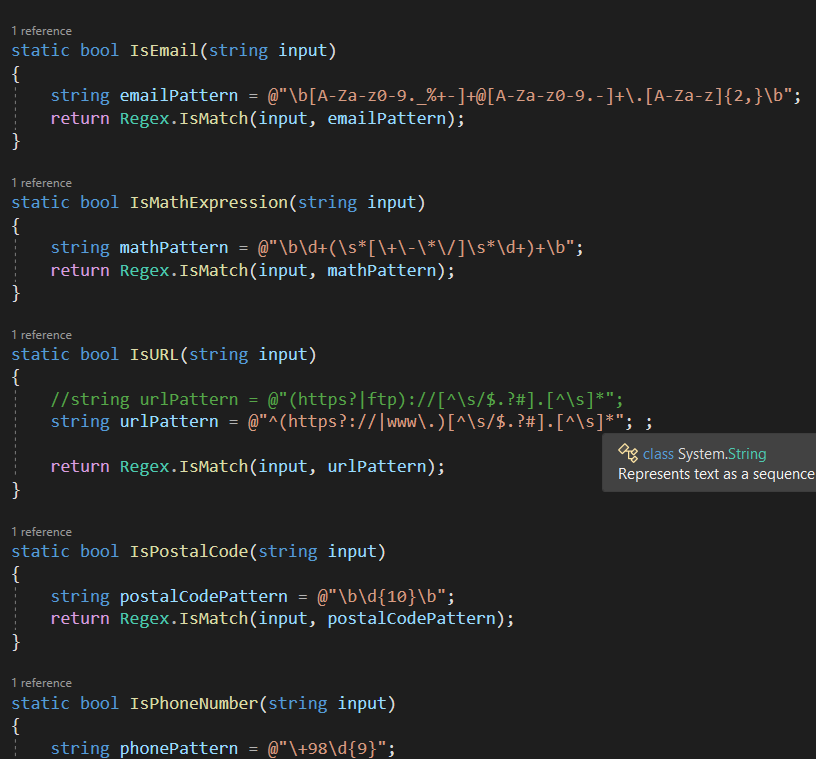 1 reference
static bool IsEmail(string input)
{
string emailPattern = @"\b[A-Za-z0-9._%+-]+@[A-Za-z0-9.-]+\.[A-Za-z]{2,}\b";
return Regex.IsMatch(input, emailPattern);
}
1 reference
static bool IsMathExpression(string input)
{
string mathPattern = @"\b\d+(\s*[\+\-\*\/]\s*\d+)+\b";
return Regex.IsMatch(input, mathPattern);
}
1 reference
static bool IsURL(string input)
{
//string urlPattern = @"(https?|ftp)://[^\s/$.?#].[^\s]*";
string urlPattern = @"^(https?://|www\.)[^\s/$.?#].[^\s]*"; ;
class System.String
Represents text as a sequence
return Regex.IsMatch(input, urlPattern);
}
1 reference
static bool IsPostalCode(string input)
{
string postalCodePattern = @"\b\d{10}\b";
return Regex.IsMatch(input, postalCodePattern);
}
1 reference
static bool IsPhoneNumber(string input)
{
string phonePattern = @"\+98\d{9}";